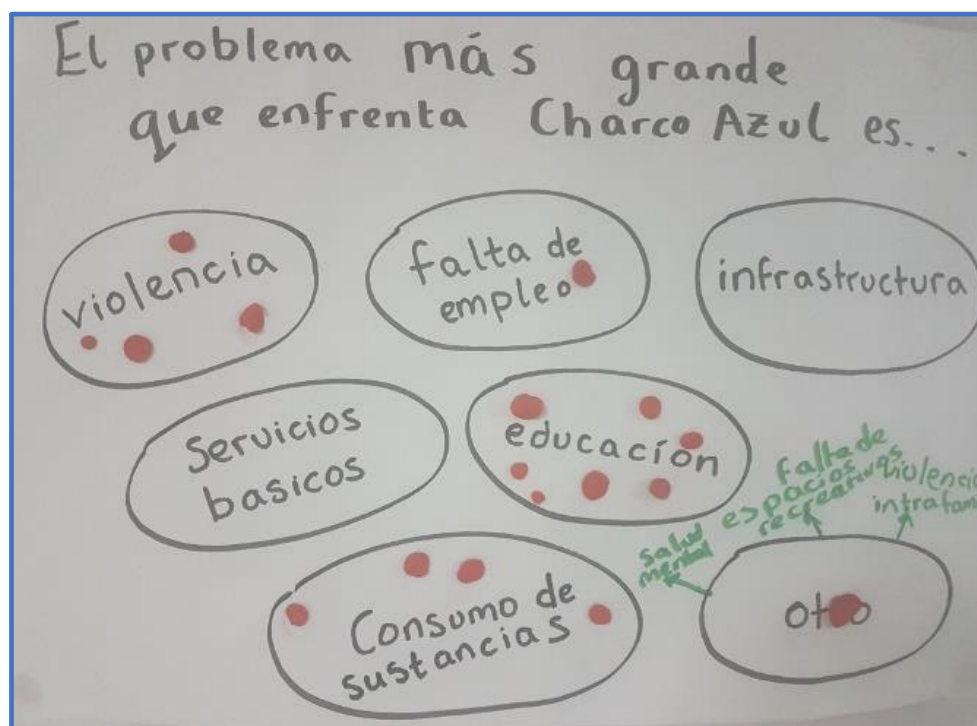 El problema más grande
que enfrenta Charco Azul es...
violencia
falta de
empleo
infrastructura
Servicios
basicos
educación
Consumo de
sustancias
salud
mental
falta de
espacios
recreativos
violencia
intrafam
otro